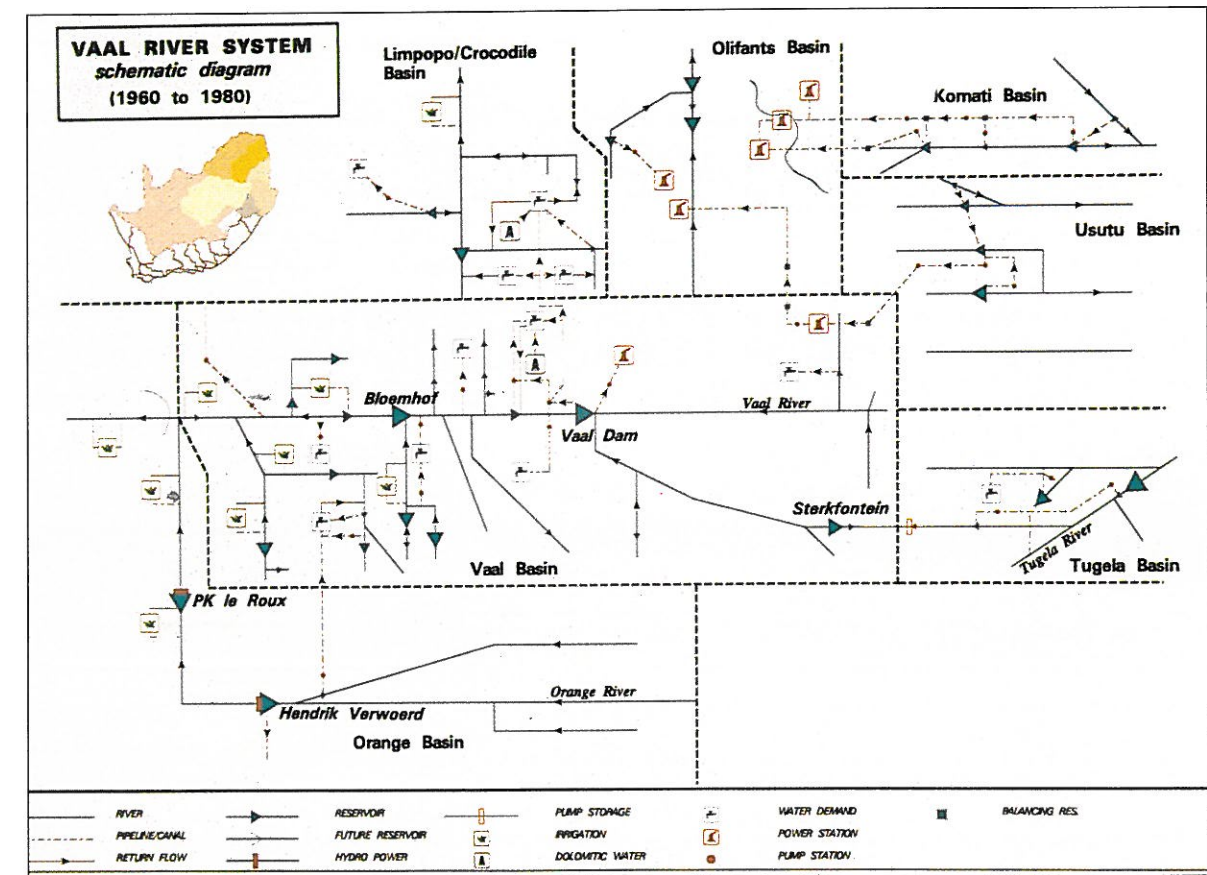 VAAL RIVER SYSTEM
schematic diagram
(1960 to 1980)
Limpopo/Crocodile
Basin
Olifants Basin
Komati Basin
Usutu Basin
Bloemhof
Vaal River
Vaal Dam
Sterkfontein
Tugela River
Tugela Basin
Vaal Basin
PK le Roux
Orange River
Hendrik Verwoerd
Orange Basin
RIVER
RESERVOIR
PUMP STORAGE
WATER DEMAND
BALANCING RES.
PIPELINE/CANAL
FUTURE RESERVOIR
IRRIGATION
POWER STATION
RETURN FLOW
HYDRO POWER
A
DOLOMITIC WATER
PUMP STATION
A
A